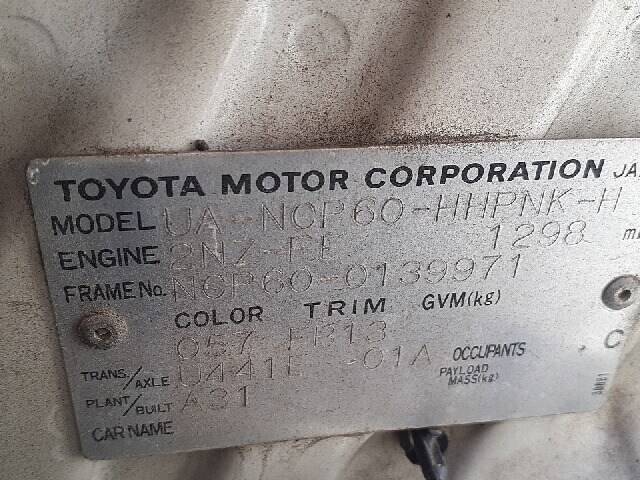 TOYOTA MOTOR CORPORATION JA
MODEL UA-NCP60-HHPNK-H
ENGINE 2NZ-FE 1298 m
FRAME No. NCP60-0139971
COLOR TRIM GVM(kg)
057 FB13
TRANS./AXLE U441E -01A OCCUPANTS C
PLANT/BUILT A31 PAYLOAD MASS(kg)
CAR NAME